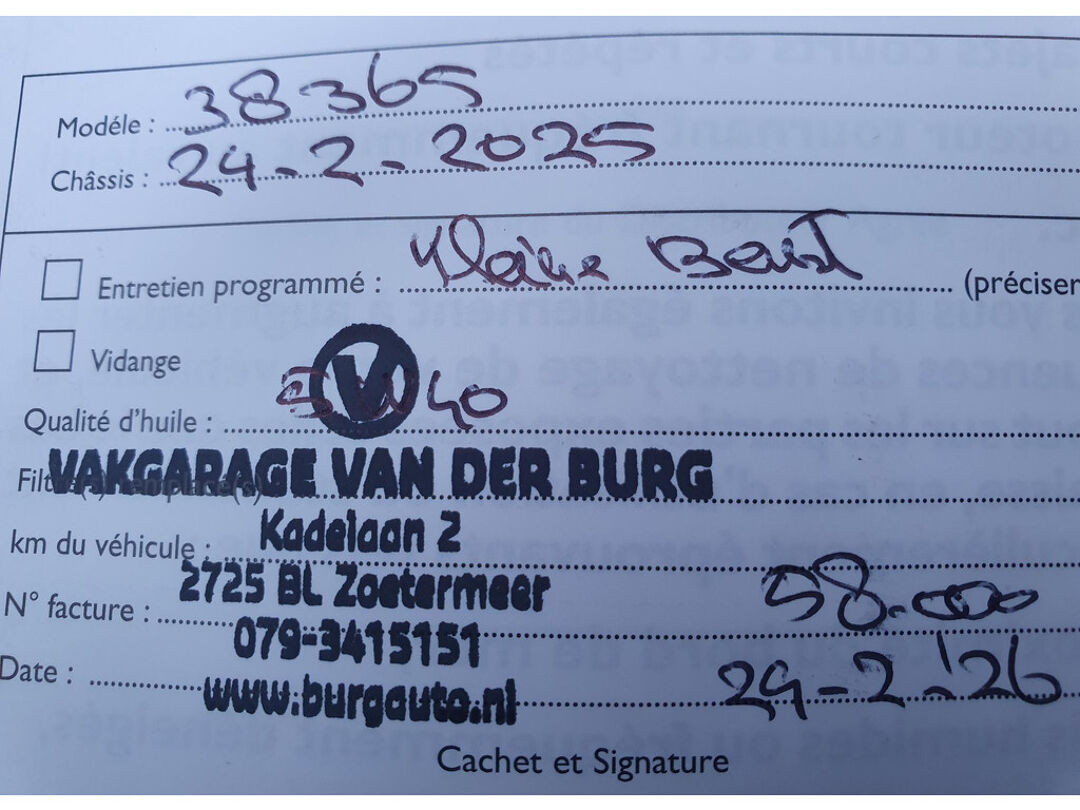 Modéle : 38365
Châssis : 24-2-2025
Entretien programmé : Kleine Beurt (préciser
Vidange
Qualité d'huile : 5W40
Filtre(s) remplacé(s)
VAKGARAGE VAN DER BURG
Kadelaan 2
km du véhicule :
2725 BL Zoetermeer 58.000
N° facture :
079-3415151
Date : 24-2-'26
www.burgauto.nl
Cachet et Signature